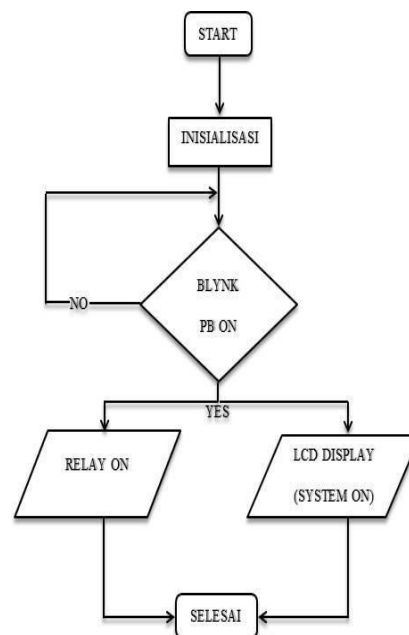 START
INISIALISASI
BLYNK
PB ON
NO
YES
RELAY ON
LCD DISPLAY
(SYSTEM ON)
SELESAI